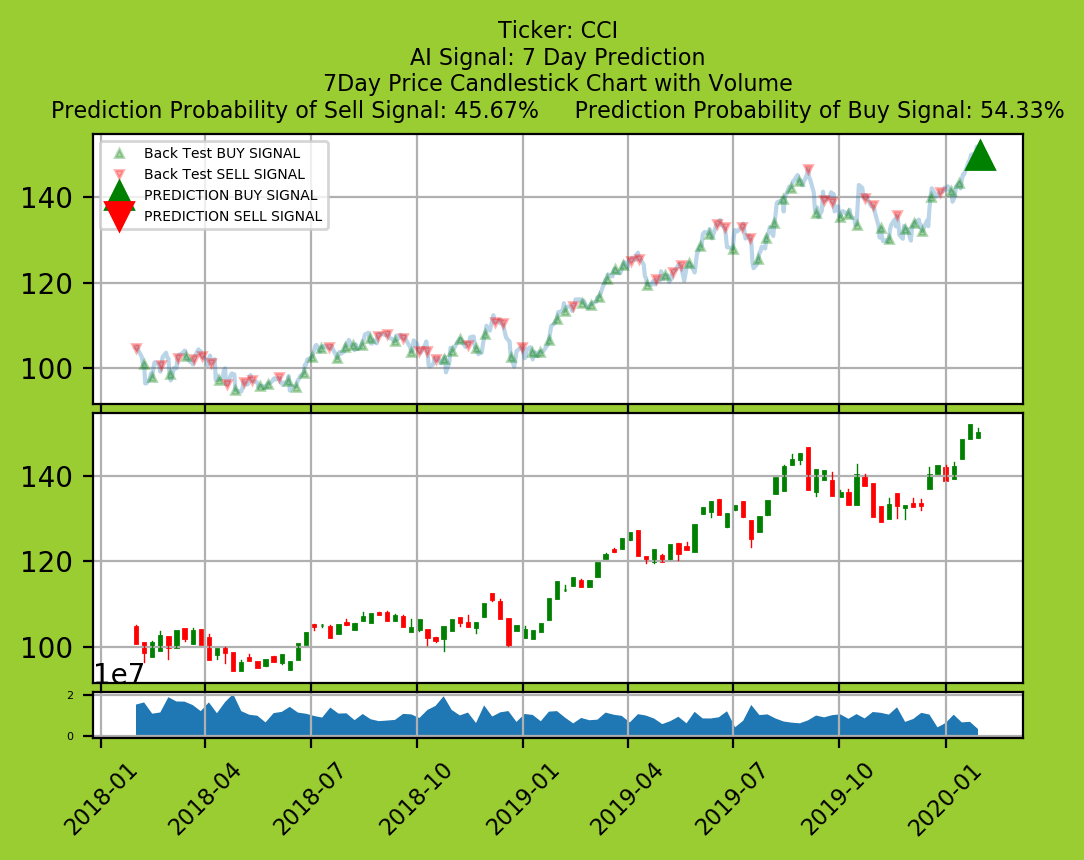 Ticker: CCI
AI Signal: 7 Day Prediction
7Day Price Candlestick Chart with Volume
Prediction Probability of Sell Signal: 45.67%     Prediction Probability of Buy Signal: 54.33%
Back Test BUY SIGNAL
Back Test SELL SIGNAL
PREDICTION BUY SIGNAL
PREDICTION SELL SIGNAL
140
120
100
140
120
100
1e7
2
0
2018-01 2018-04 2018-07 2018-10 2019-01 2019-04 2019-07 2019-10 2020-01